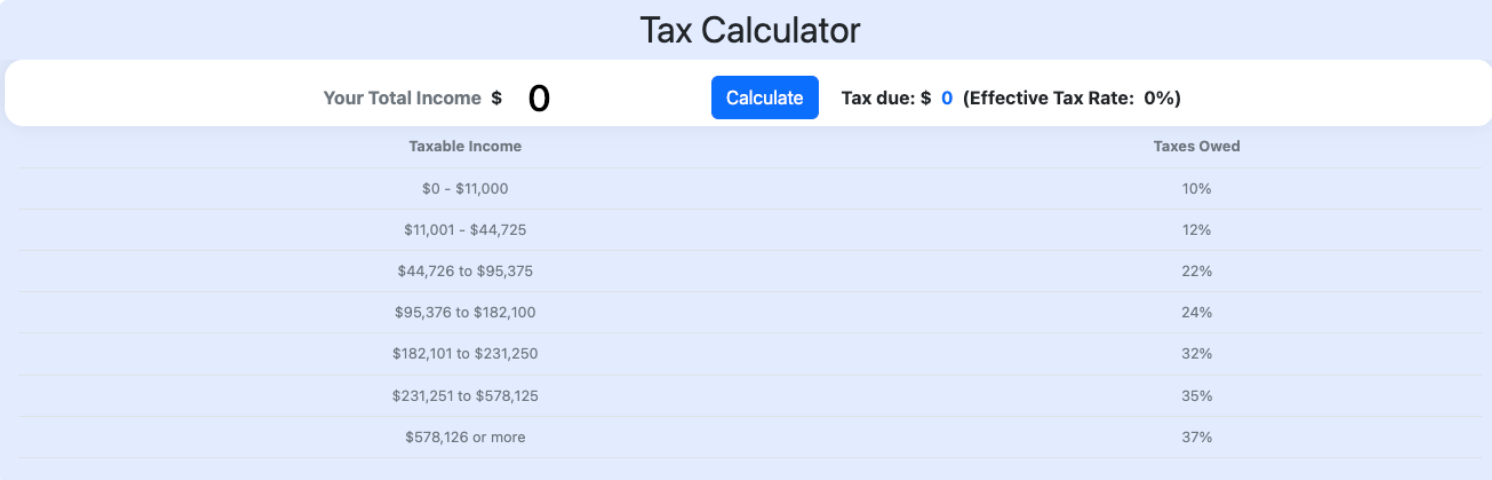 Tax Calculator
Your Total Income $ 0 Calculate Tax due: $ 0 (Effective Tax Rate: 0%)
Taxable Income Taxes Owed
$0 - $11,000 10%
$11,001 - $44,725 12%
$44,726 to $95,375 22%
$95,376 to $182,100 24%
$182,101 to $231,250 32%
$231,251 to $578,125 35%
$578,126 or more 37%